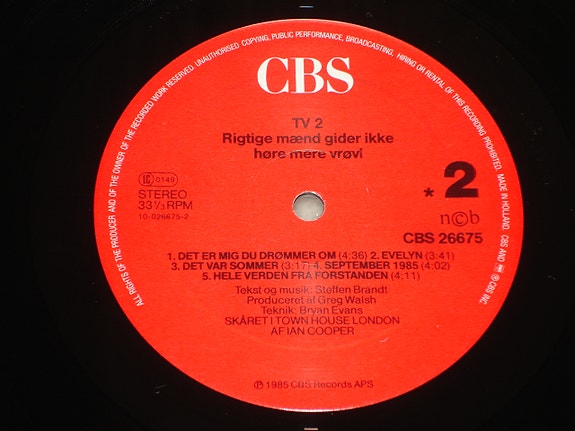 ALL RIGHTS OF THE PRODUCER AND OF THE OWNER OF THE RECORDED WORK RESERVED. UNAUTHORISED COPYING, PUBLIC PERFORMANCE, BROADCASTING, HIRING OR RENTAL OF THIS RECORDING PROHIBITED. MADE IN HOLLAND. CBS AND ARE ® CBS INC
CBS
TV 2
Rigtige mænd gider ikke
høre mere vrøvl
LC 0149
STEREO
33⅓ RPM
10-026675-2
* 2
n©b
CBS 26675
1. DET ER MIG DU DRØMMER OM (4:36) 2. EVELYN (3:41)
3. DET VAR SOMMER (3:17) 4. SEPTEMBER 1985 (4:02)
5. HELE VERDEN FRA FORSTANDEN (4:11)
Tekst og musik: Steffen Brandt
Produceret af Greg Walsh
Teknik: Bryan Evans
SKÅRET I TOWN HOUSE LONDON
AF IAN COOPER
℗ 1985 CBS Records APS